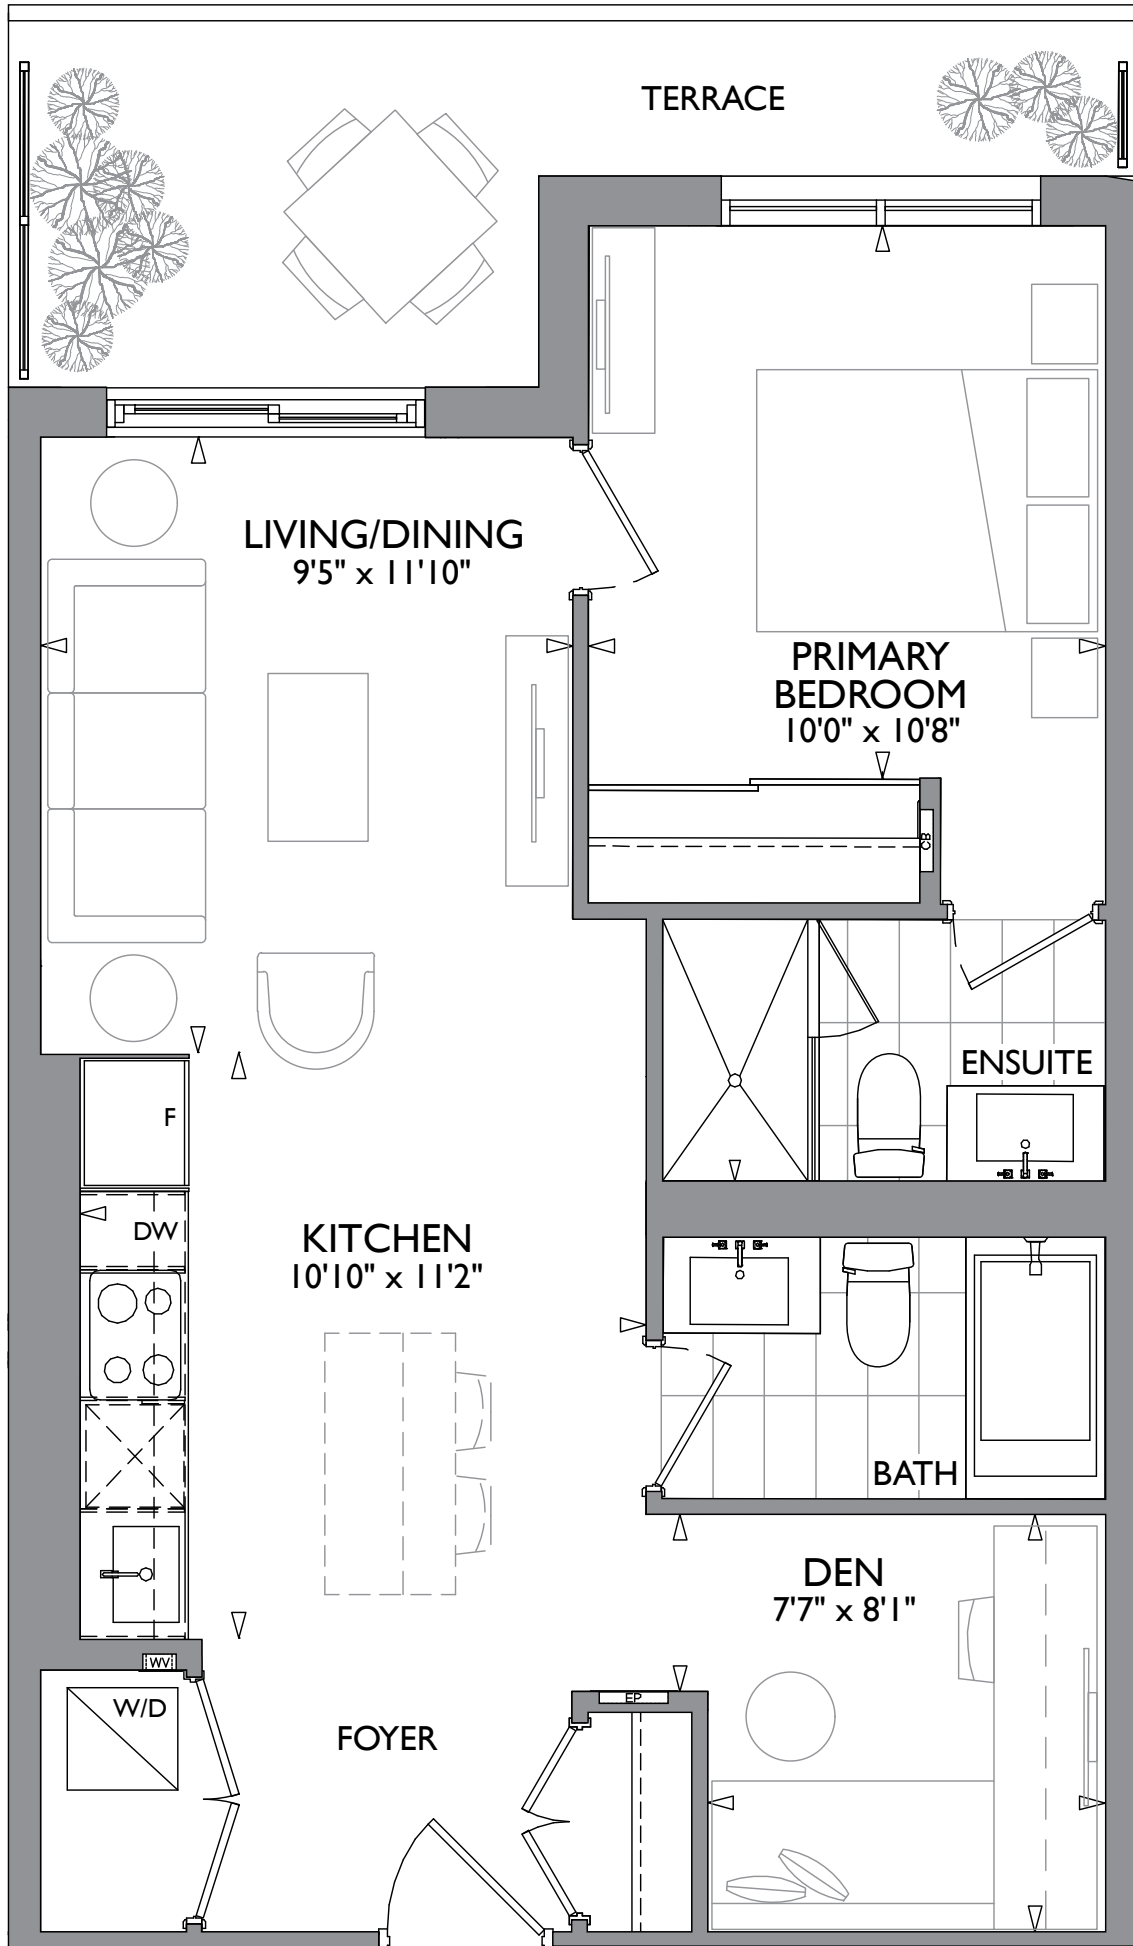 TERRACE
LIVING/DINING
9'5" x 11'10"
PRIMARY
BEDROOM
10'0" x 10'8"
CB
ENSUITE
F
DW
KITCHEN
10'10" x 11'2"
BATH
DEN
7'7" x 8'1"
WV
W/D
EP
FOYER